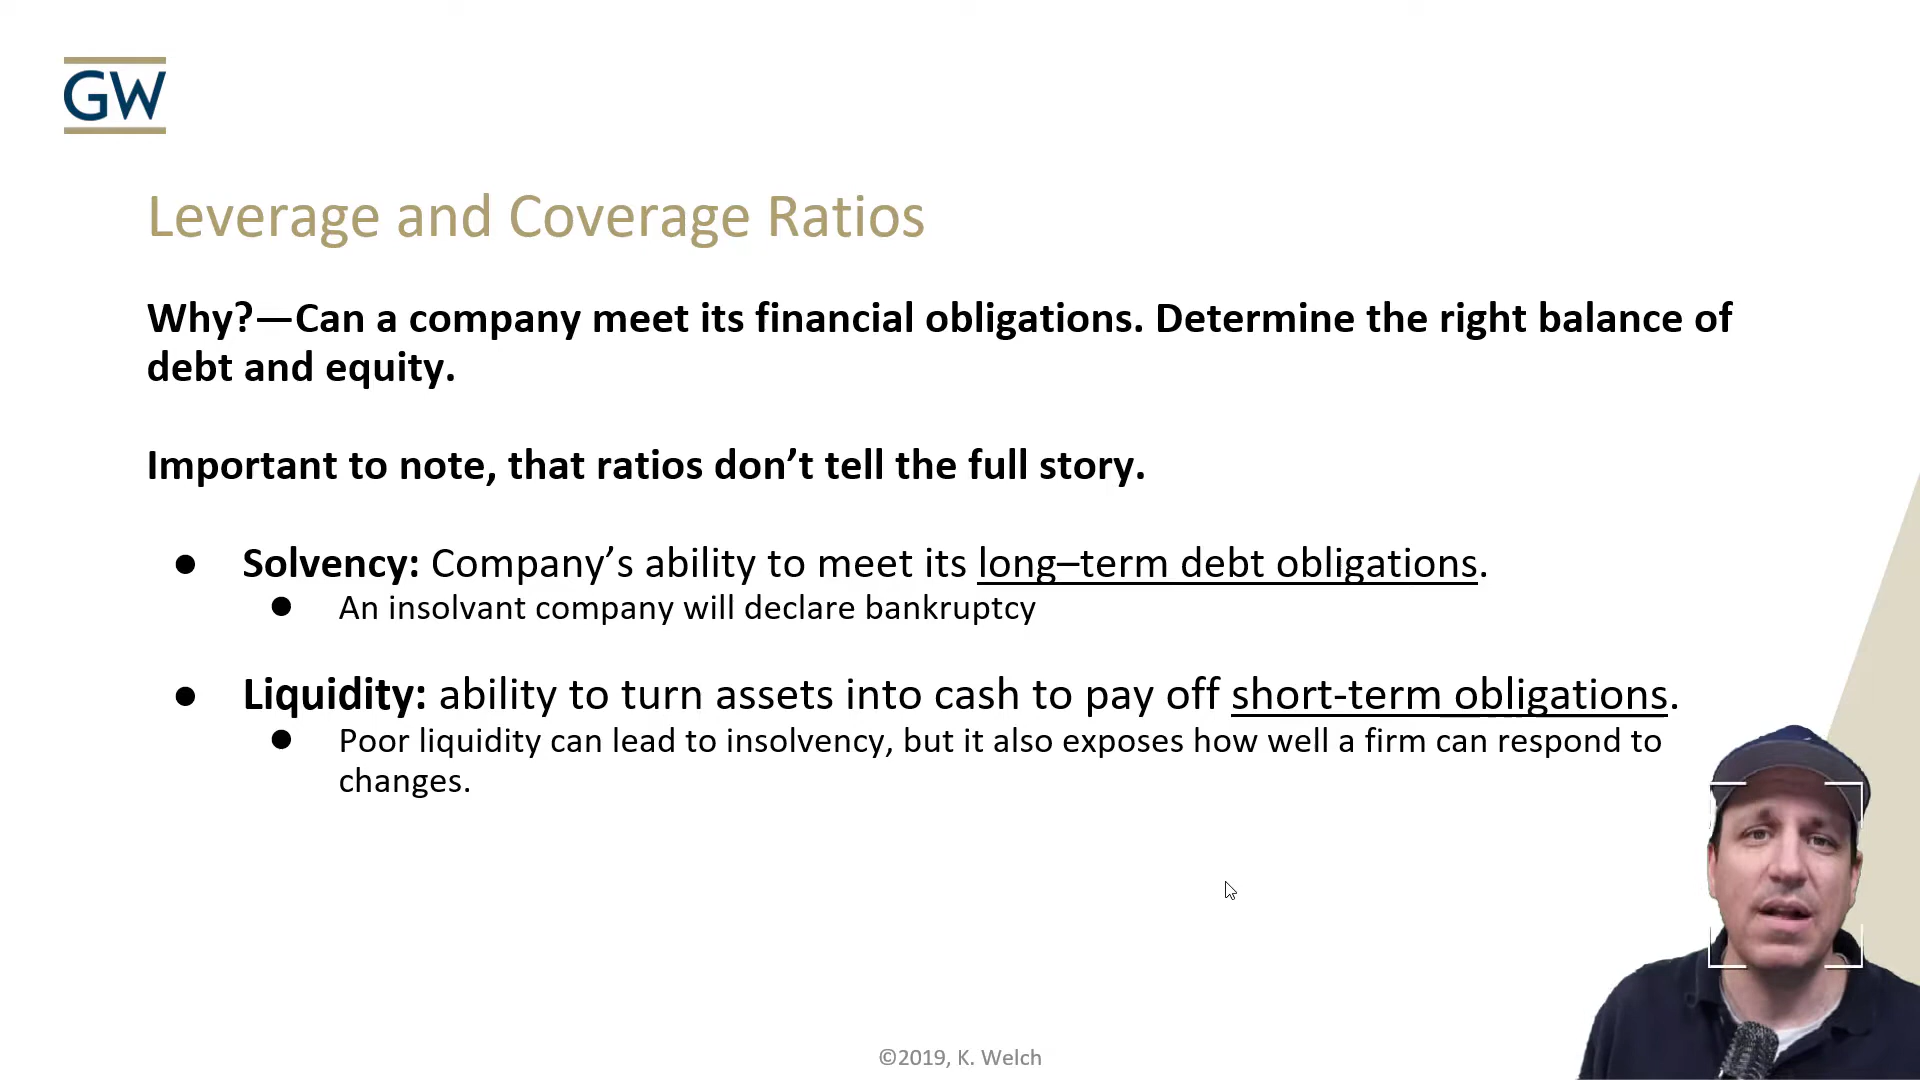 GW
Leverage and Coverage Ratios
Why?—Can a company meet its financial obligations. Determine the right balance of
debt and equity.
Important to note, that ratios don’t tell the full story.
● Solvency: Company’s ability to meet its long–term debt obligations.
● An insolvant company will declare bankruptcy
● Liquidity: ability to turn assets into cash to pay off short-term obligations.
● Poor liquidity can lead to insolvency, but it also exposes how well a firm can respond to
changes.
©2019, K. Welch